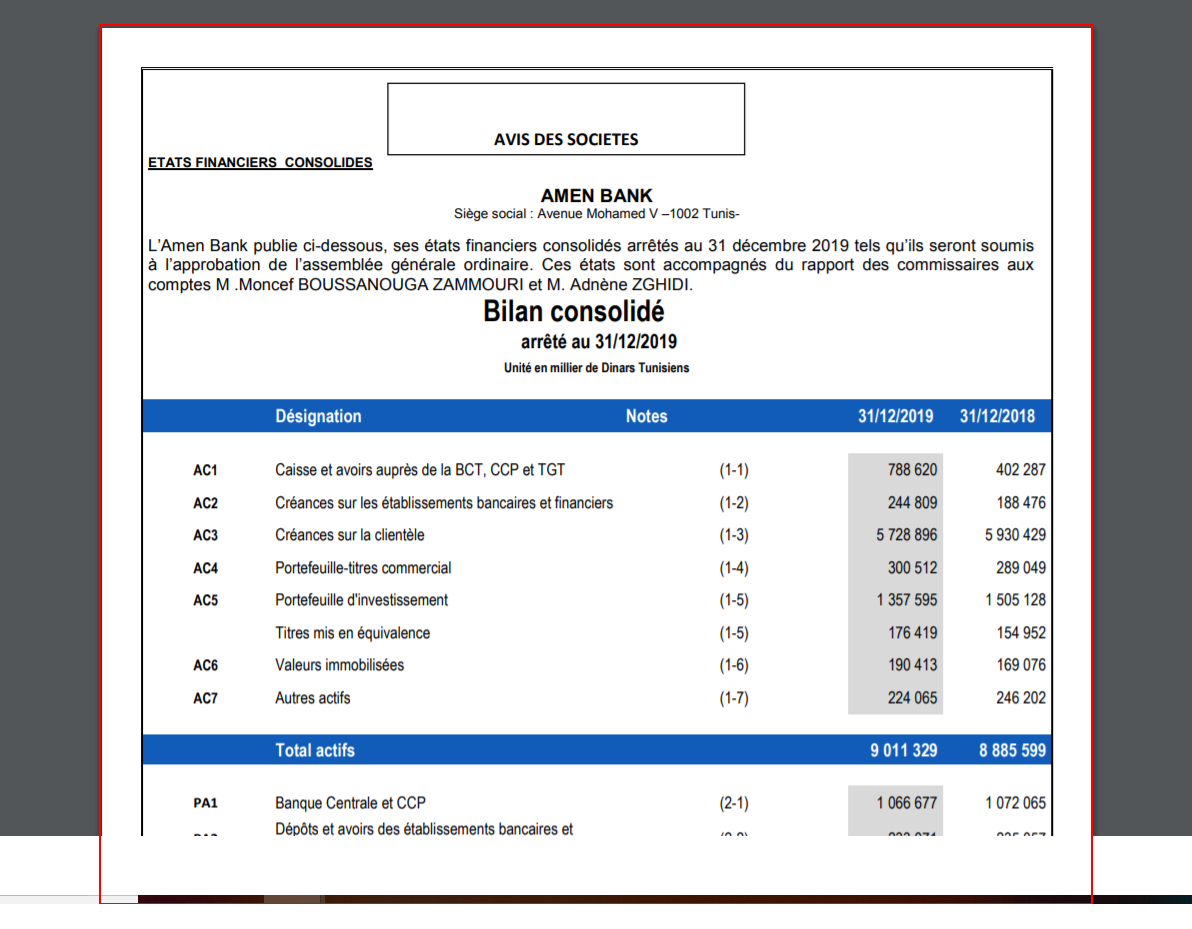 AVIS DES SOCIETES
ETATS FINANCIERS CONSOLIDES
AMEN BANK
Siège social : Avenue Mohamed V –1002 Tunis-
L'Amen Bank publie ci-dessous, ses états financiers consolidés arrêtés au 31 décembre 2019 tels qu'ils seront soumis
à l'approbation de l'assemblée générale ordinaire. Ces états sont accompagnés du rapport des commissaires aux
comptes M .Moncef BOUSSANOUGA ZAMMOURI et M. Adnène ZGHIDI.
Bilan consolidé
arrêté au 31/12/2019
Unité en millier de Dinars Tunisiens
Désignation Notes 31/12/2019 31/12/2018
AC1 Caisse et avoirs auprès de la BCT, CCP et TGT (1-1) 788 620 402 287
AC2 Créances sur les établissements bancaires et financiers (1-2) 244 809 188 476
AC3 Créances sur la clientèle (1-3) 5 728 896 5 930 429
AC4 Portefeuille-titres commercial (1-4) 300 512 289 049
AC5 Portefeuille d'investissement (1-5) 1 357 595 1 505 128
Titres mis en équivalence (1-5) 176 419 154 952
AC6 Valeurs immobilisées (1-6) 190 413 169 076
AC7 Autres actifs (1-7) 224 065 246 202
Total actifs 9 011 329 8 885 599
PA1 Banque Centrale et CCP (2-1) 1 066 677 1 072 065
Dépôts et avoirs des établissements bancaires et